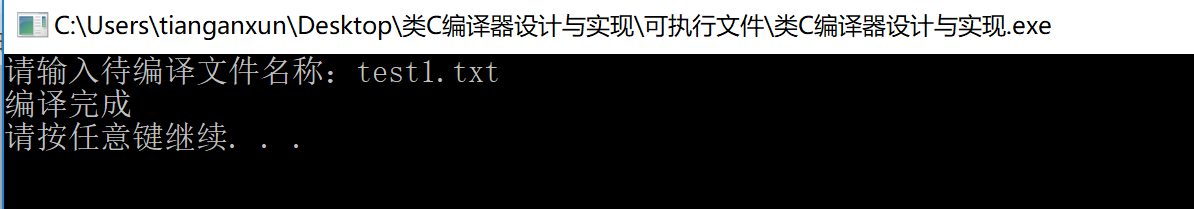 C:\Users\tianganxun\Desktop\类C编译器设计与实现\可执行文件\类C编译器设计与实现.exe
请输入待编译文件名称：test1.txt
编译完成
请按任意键继续. . .